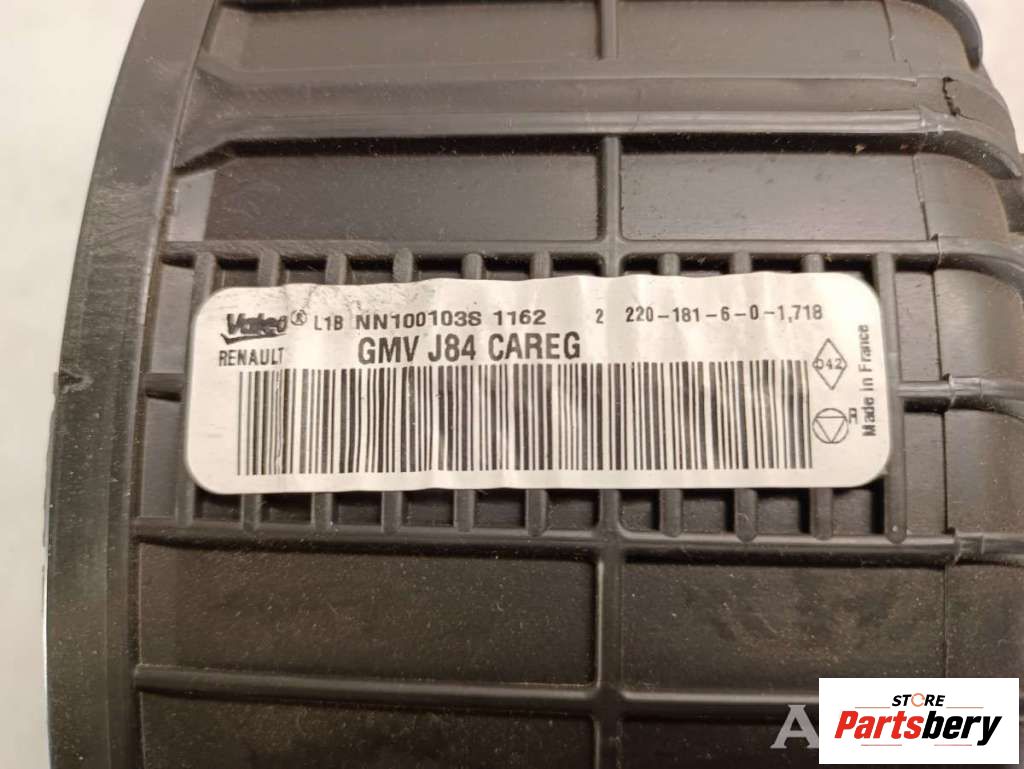 Valeo® L1B NN100103S 1162 2 220-181-6-0-1,718
RENAULT GMV J84 CAREG
042
R
Made in France
A
STORE
Partsbery